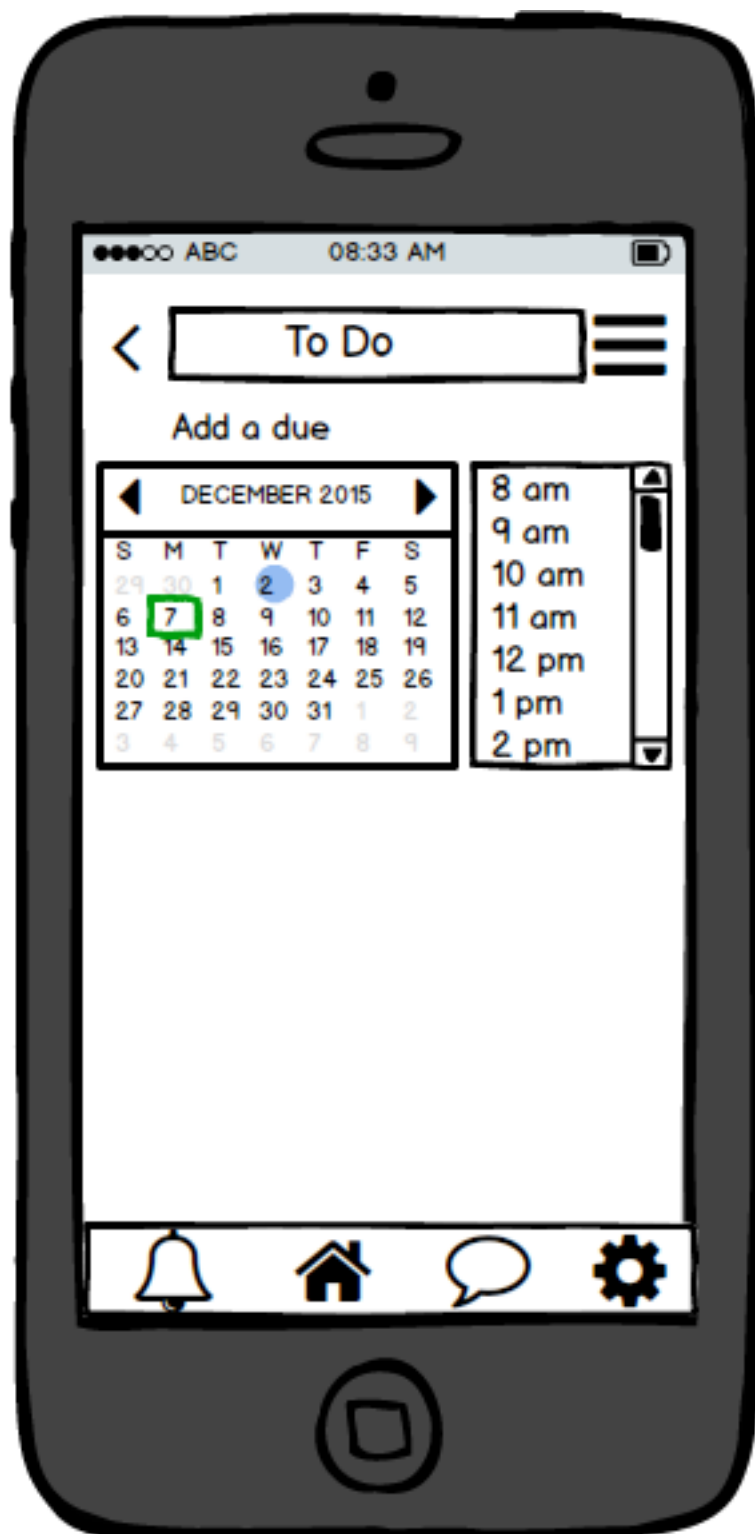 ABC 08:33 AM
To Do
Add a due
DECEMBER 2015
S M T W T F S
29 30 1 2 3 4 5
6 7 8 9 10 11 12
13 14 15 16 17 18 19
20 21 22 23 24 25 26
27 28 29 30 31 1 2
3 4 5 6 7 8 9
8 am
9 am
10 am
11 am
12 pm
1 pm
2 pm